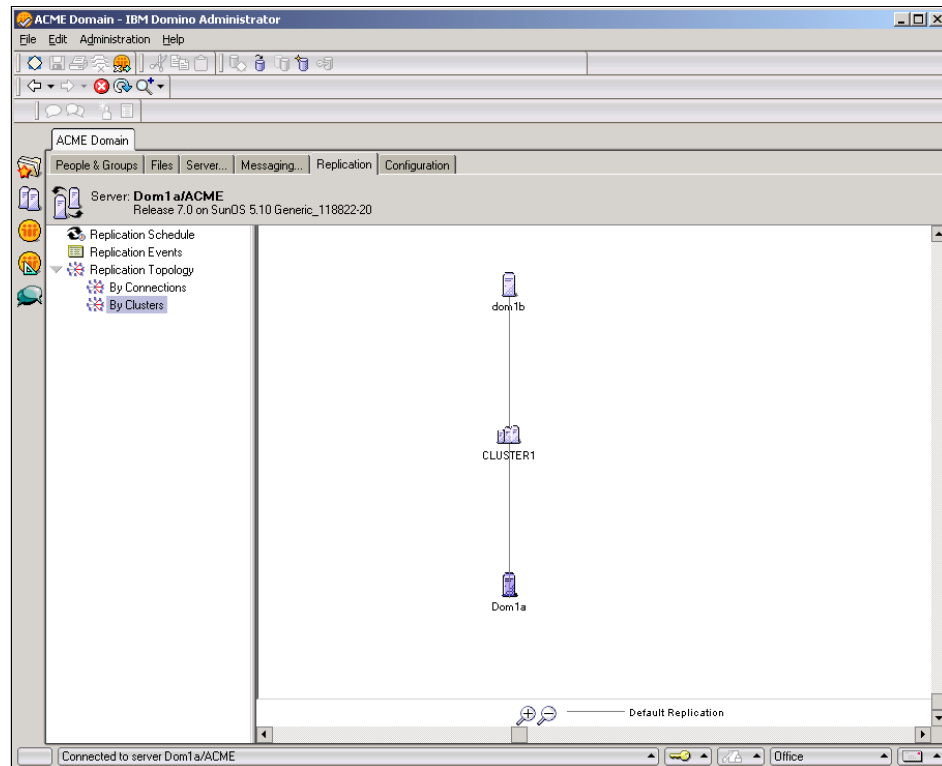 ACME Domain - IBM Domino Administrator
File Edit Administration Help
ACME Domain
People & Groups Files Server... Messaging... Replication Configuration
Server: Dom1a/ACME
Release 7.0 on SunOS 5.10 Generic_118822-20
Replication Schedule
Replication Events
Replication Topology
By Connections
By Clusters
dom1b
CLUSTER1
Dom1a
Default Replication
Connected to server Dom1a/ACME Office